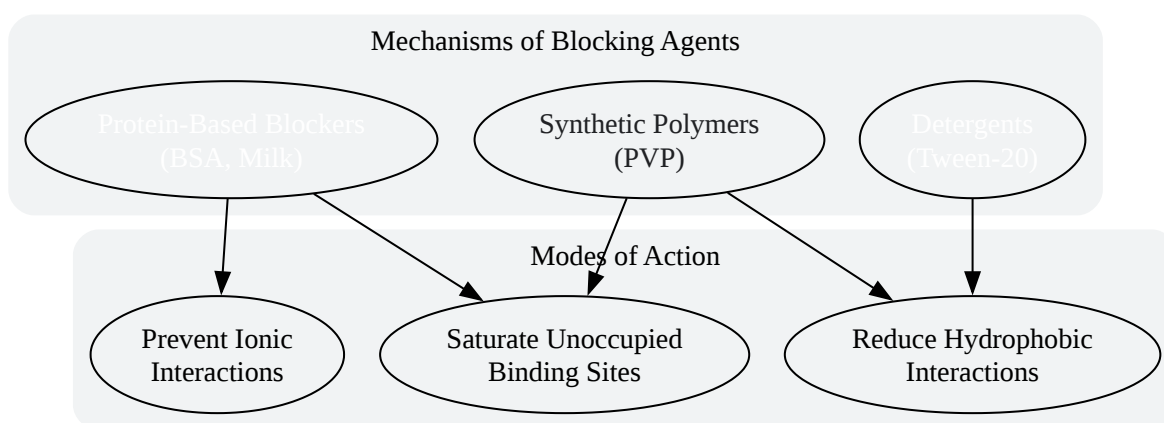 Mechanisms of Blocking Agents
Protein-Based Blockers
(BSA, Milk)
Synthetic Polymers
(PVP)
Detergents
(Tween-20)
Modes of Action
Prevent Ionic
Interactions
Saturate Unoccupied
Binding Sites
Reduce Hydrophobic
Interactions